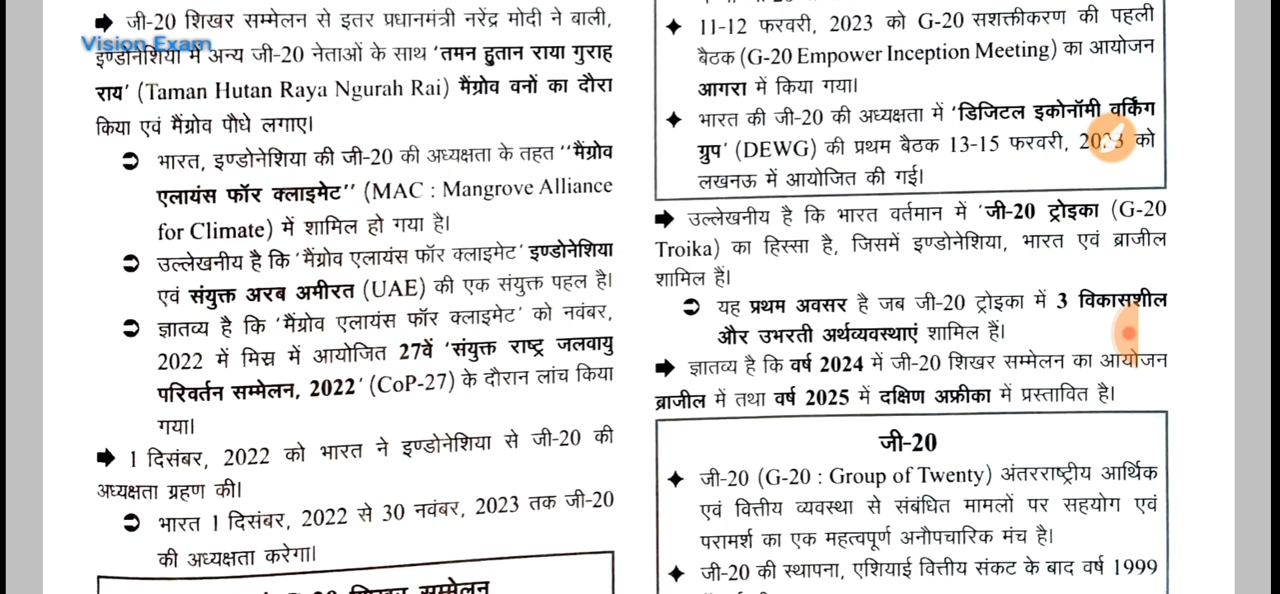 ➡ जी-20 शिखर सम्मेलन से इतर प्रधानमंत्री नरेंद्र मोदी ने बाली,
Vision Exam
इण्डोनेशिया में अन्य जी-20 नेताओं के साथ 'तमन हुतान राया गुराह
राय' (Taman Hutan Raya Ngurah Rai) मैंग्रोव वनों का दौरा
किया एवं मैंग्रोव पौधे लगाए।
➲ भारत, इण्डोनेशिया की जी-20 की अध्यक्षता के तहत ''मैंग्रोव
एलायंस फॉर क्लाइमेट'' (MAC : Mangrove Alliance
for Climate) में शामिल हो गया है।
➲ उल्लेखनीय है कि 'मैंग्रोव एलायंस फॉर क्लाइमेट' इण्डोनेशिया
एवं संयुक्त अरब अमीरात (UAE) की एक संयुक्त पहल है।
➲ ज्ञातव्य है कि 'मैंग्रोव एलायंस फॉर क्लाइमेट' को नवंबर,
2022 में मिस्र में आयोजित 27वें 'संयुक्त राष्ट्र जलवायु
परिवर्तन सम्मेलन, 2022' (CoP-27) के दौरान लांच किया
गया।
➡ 1 दिसंबर, 2022 को भारत ने इण्डोनेशिया से जी-20 की
अध्यक्षता ग्रहण की।
➲ भारत 1 दिसंबर, 2022 से 30 नवंबर, 2023 तक जी-20
की अध्यक्षता करेगा।
शिखर सम्मेलन
✦ 11-12 फरवरी, 2023 को G-20 सशक्तीकरण की पहली
बैठक (G-20 Empower Inception Meeting) का आयोजन
आगरा में किया गया।
✦ भारत की जी-20 की अध्यक्षता में 'डिजिटल इकोनॉमी वर्किंग
ग्रुप' (DEWG) की प्रथम बैठक 13-15 फरवरी, 2023 को
लखनऊ में आयोजित की गई।
➡ उल्लेखनीय है कि भारत वर्तमान में 'जी-20 ट्रोइका (G-20
Troika) का हिस्सा है, जिसमें इण्डोनेशिया, भारत एवं ब्राजील
शामिल हैं।
➲ यह प्रथम अवसर है जब जी-20 ट्रोइका में 3 विकासशील
और उभरती अर्थव्यवस्थाएं शामिल हैं।
➡ ज्ञातव्य है कि वर्ष 2024 में जी-20 शिखर सम्मेलन का आयोजन
ब्राजील में तथा वर्ष 2025 में दक्षिण अफ्रीका में प्रस्तावित है।
जी-20
✦ जी-20 (G-20 : Group of Twenty) अंतरराष्ट्रीय आर्थिक
एवं वित्तीय व्यवस्था से संबंधित मामलों पर सहयोग एवं
परामर्श का एक महत्वपूर्ण अनौपचारिक मंच है।
✦ जी-20 की स्थापना, एशियाई वित्तीय संकट के बाद वर्ष 1999